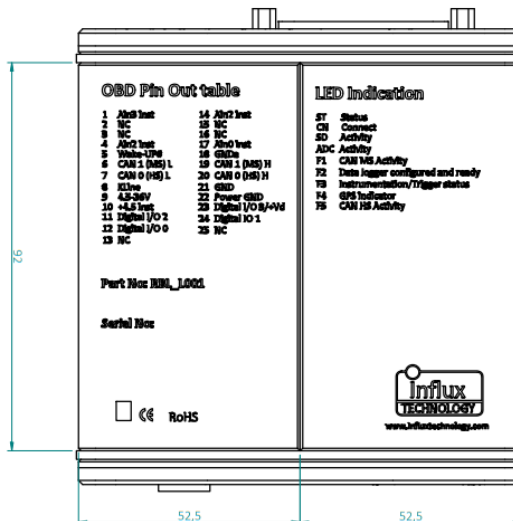 OBD Pin Out table
1 AIn3 Inst 14 AIn2 Inst
2 NC 15 NC
3 NC 16 NC
4 AIn2 Inst 17 AIn0 Inst
5 Wake-UP# 18 GNDa
6 CAN 1 (MS) L 19 CAN 1 (MS) H
7 CAN 0 (HS) L 20 CAN 0 (HS) H
8 KLine 21 GND
9 4.5-36V 22 Power GND
10 +4.5 Inst 23 Digital I/O 3/+Vd
11 Digital I/O 2 24 Digital IO 1
12 Digital I/O 0 25 NC
13 NC
Part No: RBL_L001
Serial No:
CE RoHS
LED Indication
ST Status
CN Connect
SD Activity
ADC Activity
F1 CAN MS Activity
F2 Data logger configured and ready
F3 Instrumentation/Trigger status
F4 GPS Indicator
F5 CAN HS Activity
Influx
TECHNOLOGY
www.influxtechnology.com
92
52,5 52,5